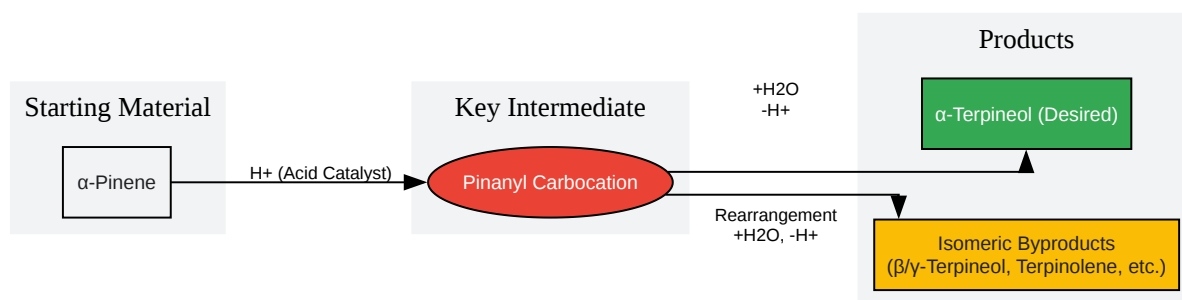 Starting Material
α-Pinene
H+ (Acid Catalyst)
Key Intermediate
Pinanyl Carbocation
+H2O
-H+
Rearrangement
+H2O, -H+
Products
α-Terpineol (Desired)
Isomeric Byproducts
(β/γ-Terpineol, Terpinolene, etc.)